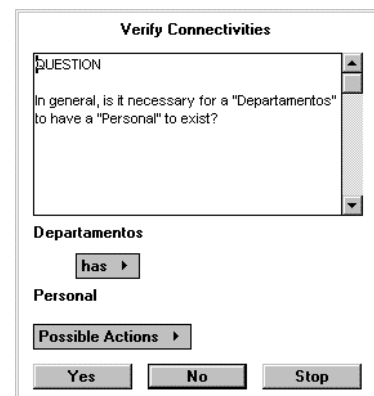 Verify Connectivities
QUESTION
In general, is it necessary for a "Departamentos"
to have a "Personal" to exist?
Departamentos
has
Personal
Possible Actions
Yes No Stop